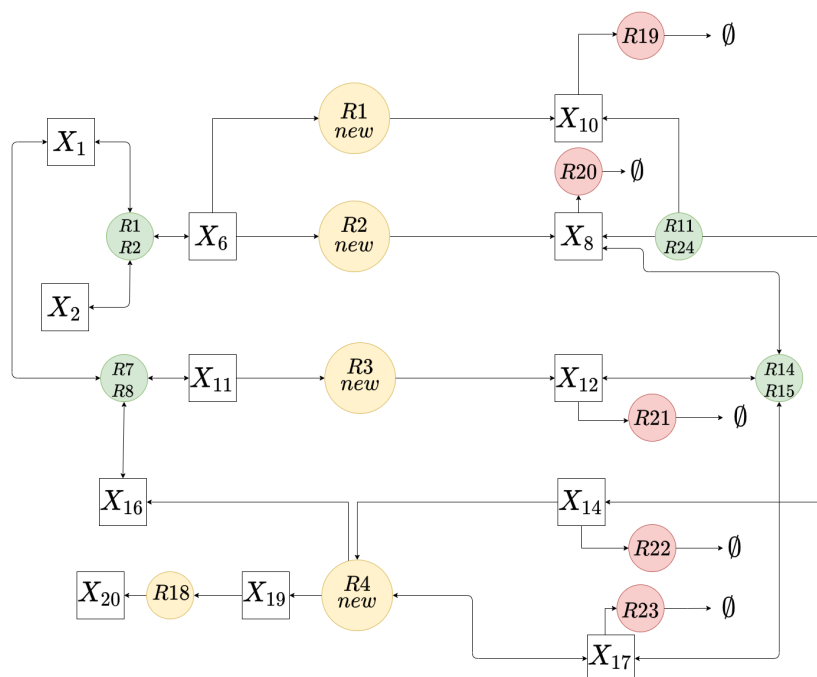 R19 ∅
R1
new
X10
X1
R20 ∅
R1
R2
X6
R2
new
X8
R11
R24
X2
R7
R8
X11
R3
new
X12
R14
R15
R21 ∅
X16
X14
R22 ∅
X20
R18
X19
R4
new
R23 ∅
X17